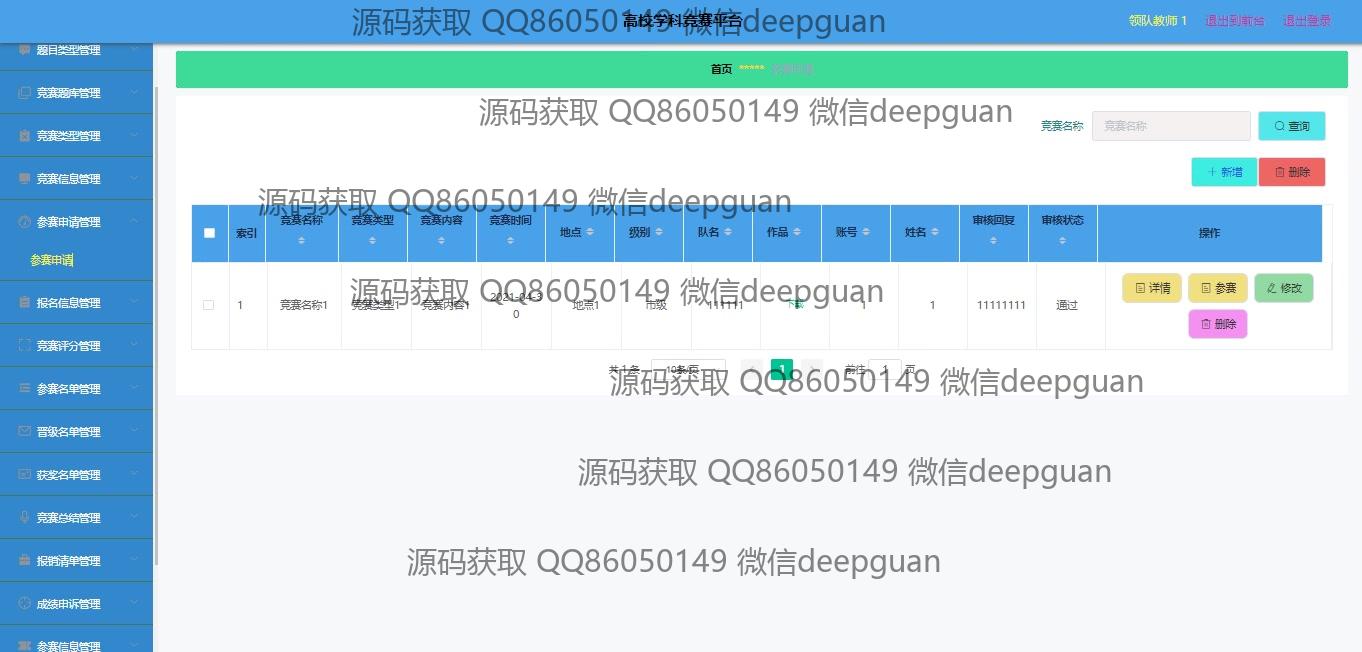 源码获取 QQ86050149 微信deepguan
高校学科竞赛平台
领队教师 1 退出到前台 退出登录
题目类型管理
竞赛题库管理
竞赛类型管理
竞赛信息管理
参赛申请管理
参赛申请
报名信息管理
竞赛评分管理
参赛名单管理
晋级名单管理
获奖名单管理
竞赛总结管理
报销清单管理
成绩申诉管理
参赛信息管理
首页 *****
源码获取 QQ86050149 微信deepguan
竞赛名称 竞赛名称 查询
+ 新增 删除
源码获取 QQ86050149 微信deepguan
索引 竞赛名称 竞赛类型 竞赛内容 竞赛时间 地点 级别 队名 作品 账号 姓名 审核回复 审核状态 操作
源码获取 QQ86050149 微信deepguan
1 竞赛名称1 竞赛类型1 竞赛内容1 2021-04-30 地点1 市级 111111 下载 1 1 11111111 通过 详情 参赛 修改 删除
共 1 条 10条/页 1 前往 1 页
源码获取 QQ86050149 微信deepguan
源码获取 QQ86050149 微信deepguan
源码获取 QQ86050149 微信deepguan